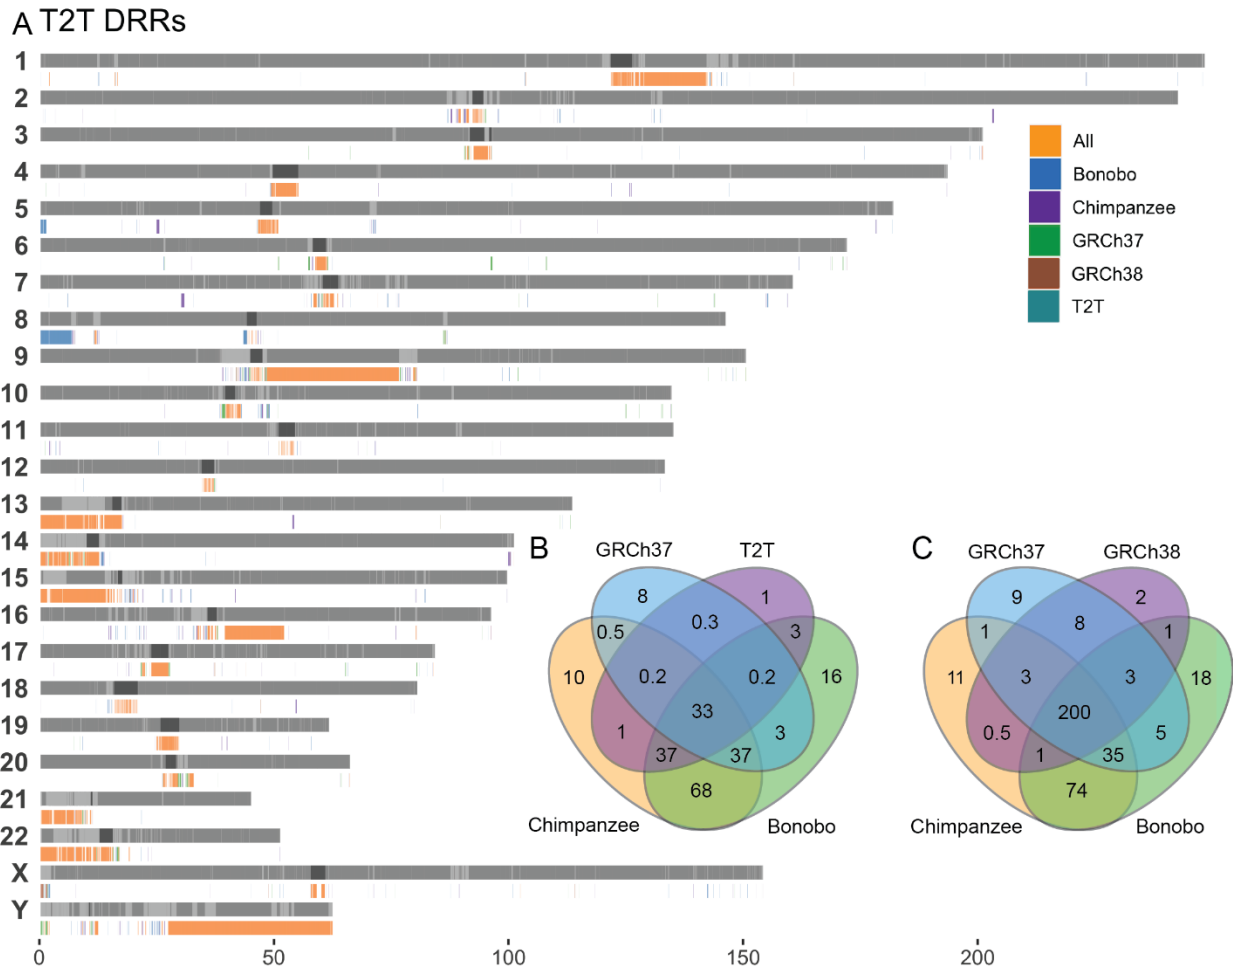 A T2T DRRs
1
2
3
4
5
6
7
8
9
10
11
12
13
14
15
16
17
18
19
20
21
22
X
Y
0 50 100 150 200
All
Bonobo
Chimpanzee
GRCh37
GRCh38
T2T
B
GRCh37 T2T
8 0.3 1
0.5 3
10 0.2 0.2 16
33
1 3
37 37
68
Chimpanzee Bonobo
C
GRCh37 GRCh38
9 8 2
1 1
11 3 3 18
200
0.5 5
1 35
74
Chimpanzee Bonobo